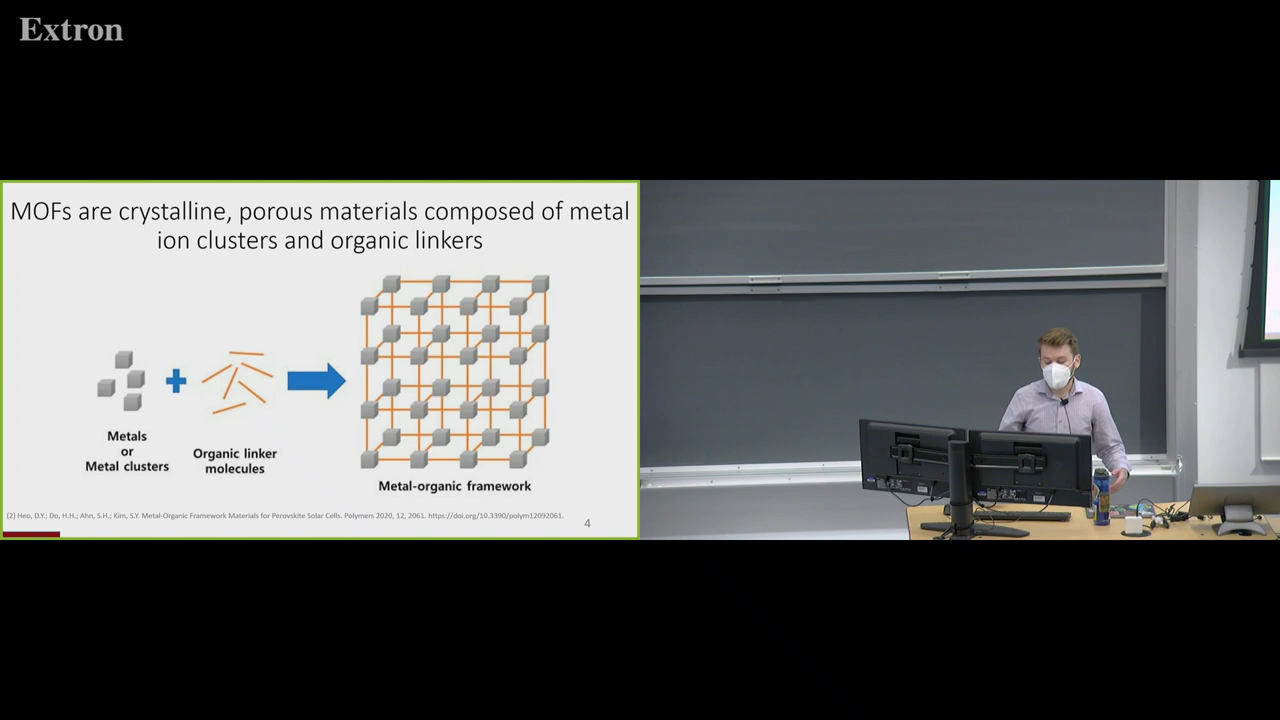 Extron
MOFs are crystalline, porous materials composed of metal
ion clusters and organic linkers
Metals
or
Metal clusters
Organic linker
molecules
Metal-organic framework
(2) Heo, D.Y.; Do, H.H.; Ahn, S.H.; Kim, S.Y. Metal-Organic Framework Materials for Perovskite Solar Cells. Polymers 2020, 12, 2061. https://doi.org/10.3390/polym12092061.
4